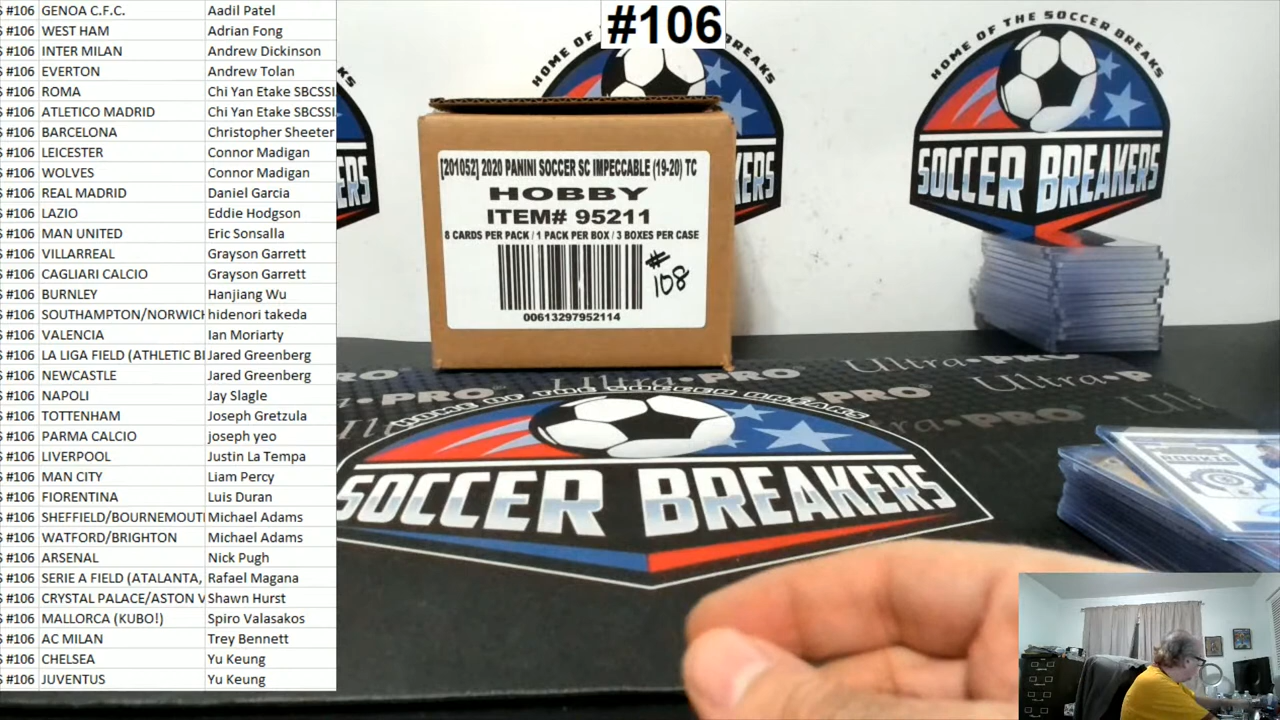 #106 GENOA C.F.C. Aadil Patel
#106 WEST HAM Adrian Fong
#106 INTER MILAN Andrew Dickinson
#106 EVERTON Andrew Tolan
#106 ROMA Chi Yan Etake SBCSSI
#106 ATLETICO MADRID Chi Yan Etake SBCSSI
#106 BARCELONA Christopher Sheeter
#106 LEICESTER Connor Madigan
#106 WOLVES Connor Madigan
#106 REAL MADRID Daniel Garcia
#106 LAZIO Eddie Hodgson
#106 MAN UNITED Eric Sonsalla
#106 VILLARREAL Grayson Garrett
#106 CAGLIARI CALCIO Grayson Garrett
#106 BURNLEY Hanjiang Wu
#106 SOUTHAMPTON/NORWICH hidenori takeda
#106 VALENCIA Ian Moriarty
#106 LA LIGA FIELD (ATHLETIC BI Jared Greenberg
#106 NEWCASTLE Jared Greenberg
#106 NAPOLI Jay Slagle
#106 TOTTENHAM Joseph Gretzula
#106 PARMA CALCIO joseph yeo
#106 LIVERPOOL Justin La Tempa
#106 MAN CITY Liam Percy
#106 FIORENTINA Luis Duran
#106 SHEFFIELD/BOURNEMOUT Michael Adams
#106 WATFORD/BRIGHTON Michael Adams
#106 ARSENAL Nick Pugh
#106 SERIE A FIELD (ATALANTA, Rafael Magana
#106 CRYSTAL PALACE/ASTON V Shawn Hurst
#106 MALLORCA (KUBO!) Spiro Valasakos
#106 AC MILAN Trey Bennett
#106 CHELSEA Yu Keung
#106 JUVENTUS Yu Keung
#106
HOME OF THE SOCCER BREAKS
SOCCER BREAKERS
[201052] 2020 PANINI SOCCER SC IMPECCABLE (19-20) TC
HOBBY
ITEM# 95211
8 CARDS PER PACK / 1 PACK PER BOX / 3 BOXES PER CASE
#108
00613297952114
Ultra PRO
HOME OF THE SOCCER BREAKS
SOCCER BREAKERS
ROOKIE